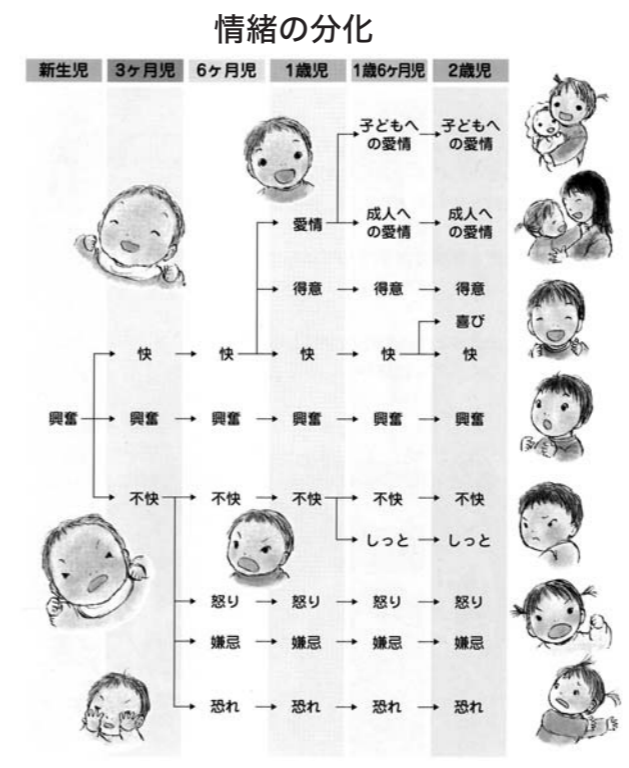 情緒の分化
新生児 3ヶ月児 6ヶ月児 1歳児 1歳6ヶ月児 2歳児
子どもへ の愛情 子どもへ の愛情
愛情 成人へ の愛情 成人へ の愛情
得意 得意 得意
喜び
快 快 快 快 快
興奮 興奮 興奮 興奮 興奮 興奮
不快 不快 不快 不快 不快
しっと しっと
怒り 怒り 怒り 怒り
嫌忌 嫌忌 嫌忌 嫌忌
恐れ 恐れ 恐れ 恐れ